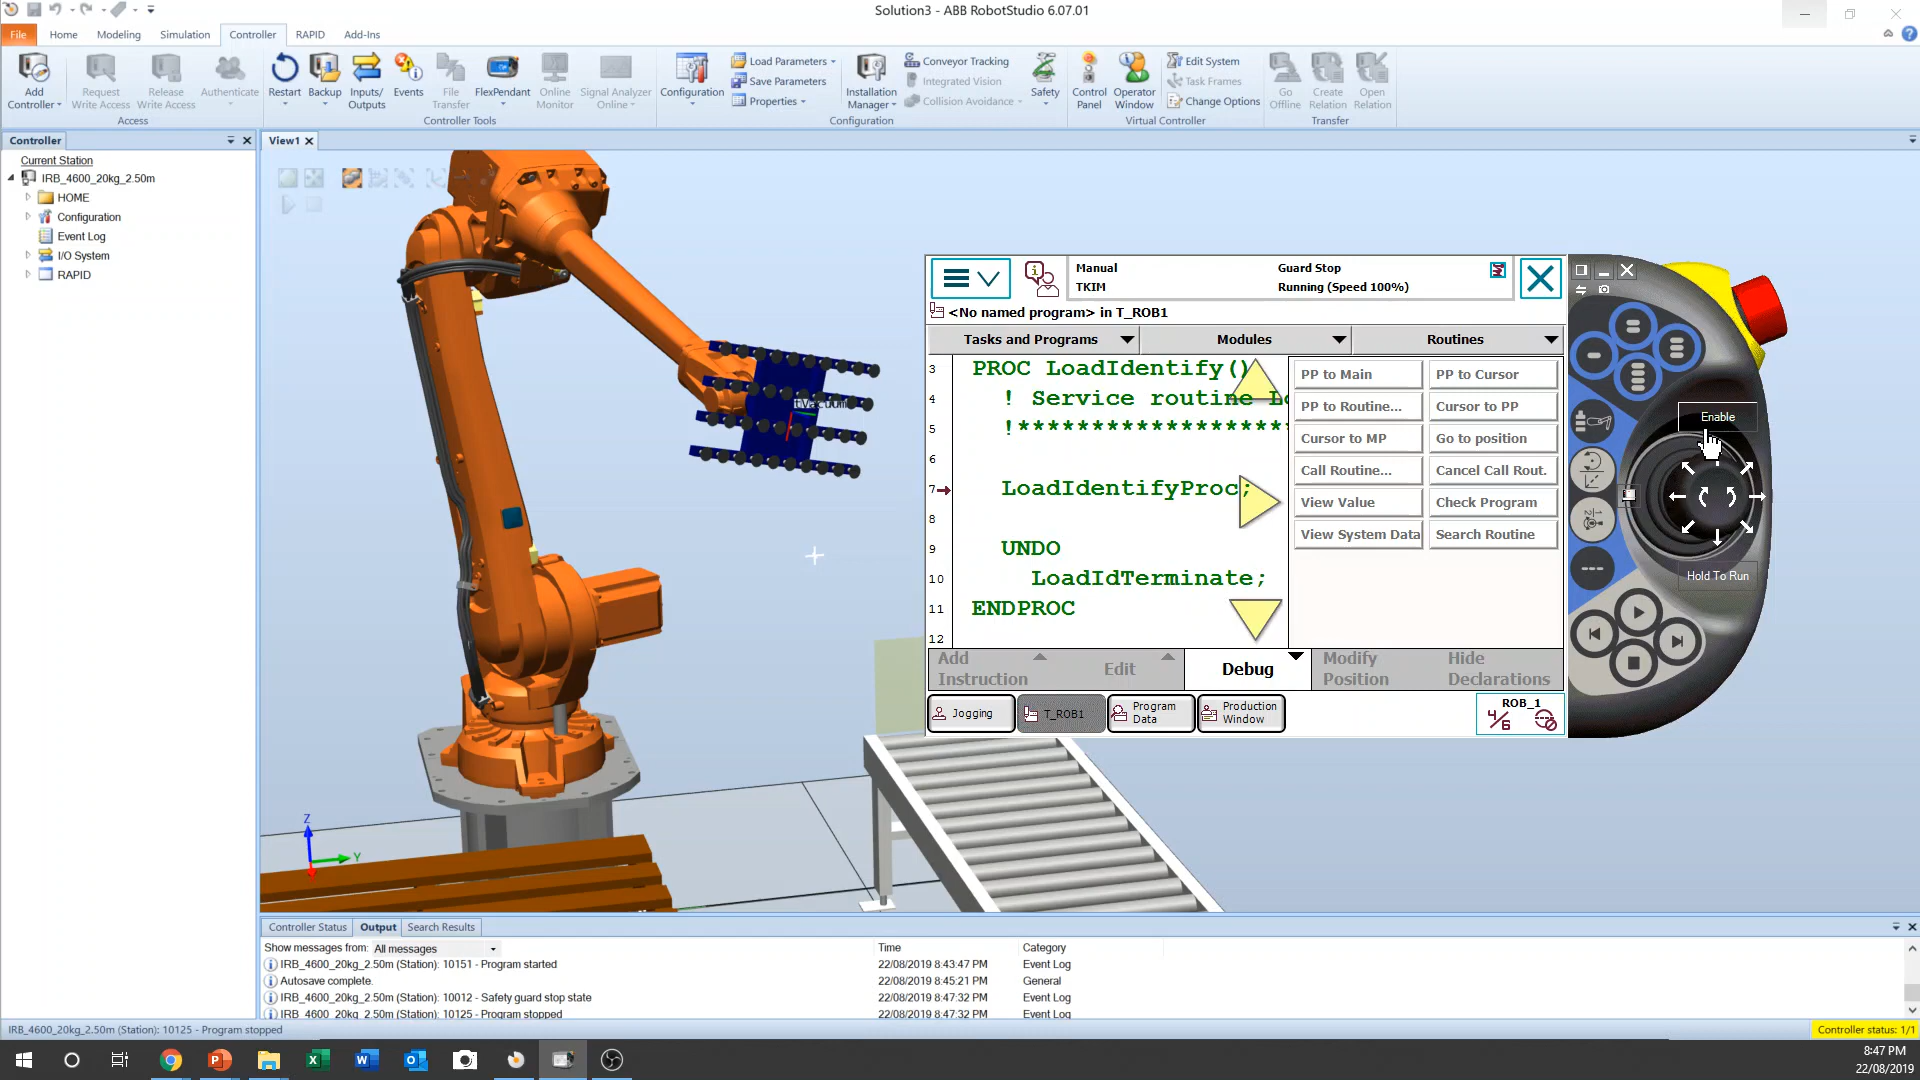 Solution3 - ABB RobotStudio 6.07.01
File Home Modeling Simulation Controller RAPID Add-Ins
Add Controller
Request Write Access
Release Write Access
Authenticate
Access
Restart
Backup
Inputs/ Outputs
Events
File Transfer
FlexPendant
Online Monitor
Signal Analyzer Online
Controller Tools
Configuration
Load Parameters
Save Parameters
Properties
Installation Manager
Conveyor Tracking
Integrated Vision
Collision Avoidance
Safety
Configuration
Control Panel
Operator Window
Edit System
Task Frames
Change Options
Virtual Controller
Go Offline
Create Relation
Open Relation
Transfer
Controller
Current Station
IRB_4600_20kg_2.50m
HOME
Configuration
Event Log
I/O System
RAPID
View1
Z
Y
Manual
TKIM
Guard Stop
Running (Speed 100%)
<No named program> in T_ROB1
Tasks and Programs Modules Routines
3 PROC LoadIdentify()
4 ! Service routine
5 !******************
6
7 LoadIdentifyProc;
8
9 UNDO
10 LoadIdTerminate;
11 ENDPROC
12
PP to Main PP to Cursor
PP to Routine... Cursor to PP
Cursor to MP Go to position
Call Routine... Cancel Call Rout.
View Value Check Program
View System Data Search Routine
Add Instruction
Edit
Debug
Modify Position
Hide Declarations
Jogging
T_ROB1
Program Data
Production Window
ROB_1
Enable
Hold To Run
Controller Status Output Search Results
Show messages from: All messages Time Category
IRB_4600_20kg_2.50m (Station): 10151 - Program started 22/08/2019 8:43:47 PM Event Log
Autosave complete. 22/08/2019 8:45:21 PM General
IRB_4600_20kg_2.50m (Station): 10012 - Safety guard stop state 22/08/2019 8:47:32 PM Event Log
IRB_4600_20kg_2.50m (Station): 10125 - Program stopped 22/08/2019 8:47:32 PM Event Log
IRB_4600_20kg_2.50m (Station): 10125 - Program stopped
Controller status: 1/1
8:47 PM
22/08/2019